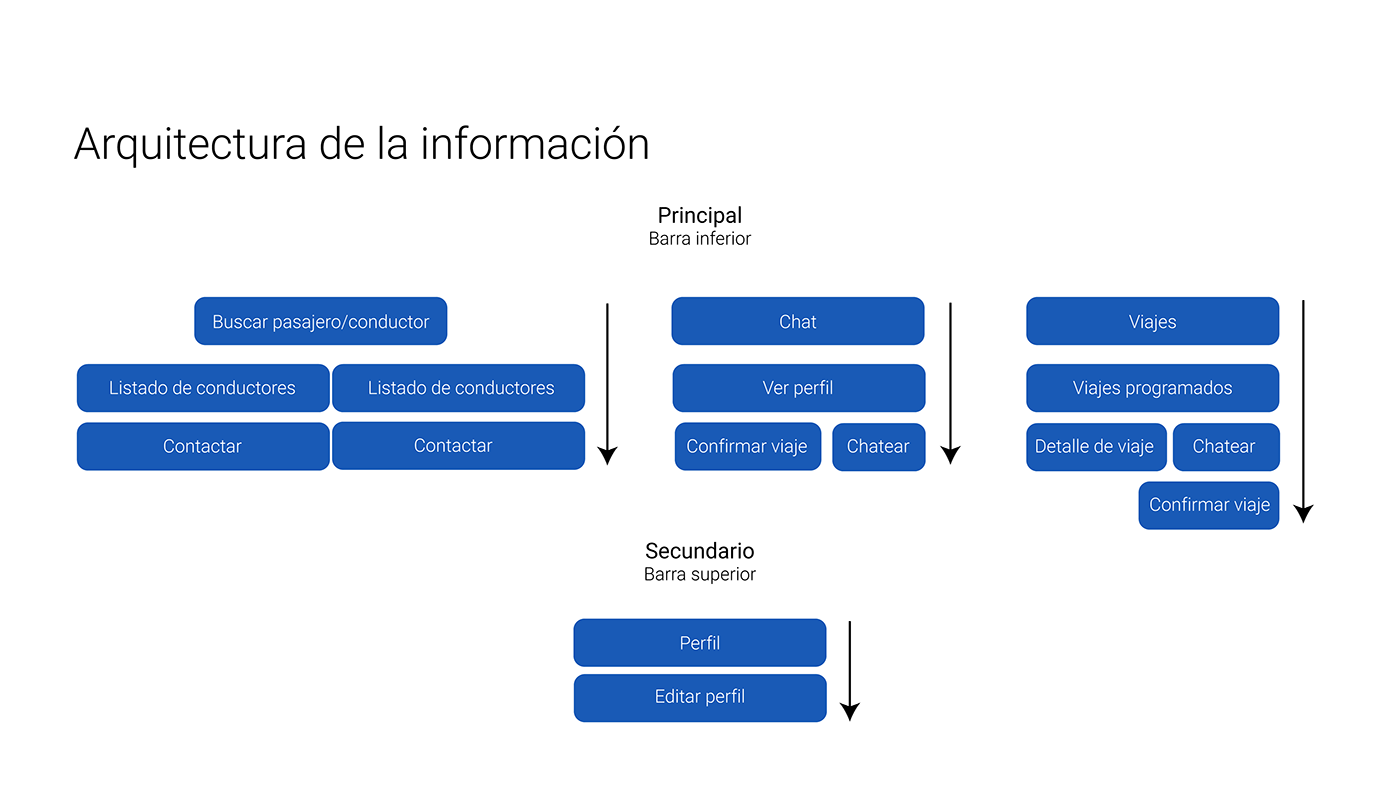 Arquitectura de la información
Principal
Barra inferior
Buscar pasajero/conductor
Listado de conductores
Listado de conductores
Contactar
Contactar
Chat
Ver perfil
Confirmar viaje
Chatear
Viajes
Viajes programados
Detalle de viaje
Chatear
Confirmar viaje
Secundario
Barra superior
Perfil
Editar perfil